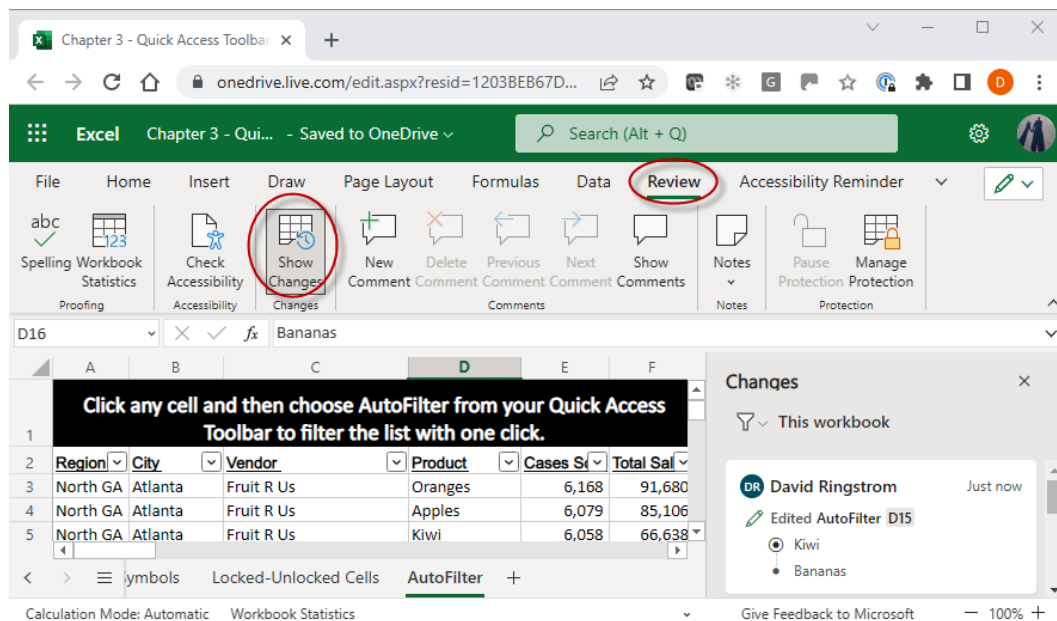 Chapter 3 - Quick Access Toolbar
onedrive.live.com/edit.aspx?resid=1203BEB67D...
G
D
Excel
Chapter 3 - Qui... - Saved to OneDrive
Search (Alt + Q)
File Home Insert Draw Page Layout Formulas Data Review Accessibility Reminder
abc
123
Spelling Workbook Check Show New Delete Previous Next Show Notes Pause Manage
Statistics Accessibility Changes Comment Comment Comment Comment Comments Protection Protection
Proofing Accessibility Changes Comments Notes Protection
D16 fx Bananas
A B C D E F
Changes
1 Click any cell and then choose AutoFilter from your Quick Access
Toolbar to filter the list with one click.
This workbook
2 Region City Vendor Product Cases So Total Sal
3 North GA Atlanta Fruit R Us Oranges 6,168 91,680
4 North GA Atlanta Fruit R Us Apples 6,079 85,106
5 North GA Atlanta Fruit R Us Kiwi 6,058 66,638
DR David Ringstrom Just now
Edited AutoFilter D15
Kiwi
Bananas
Symbols Locked-Unlocked Cells AutoFilter +
Calculation Mode: Automatic Workbook Statistics Give Feedback to Microsoft - 100% +